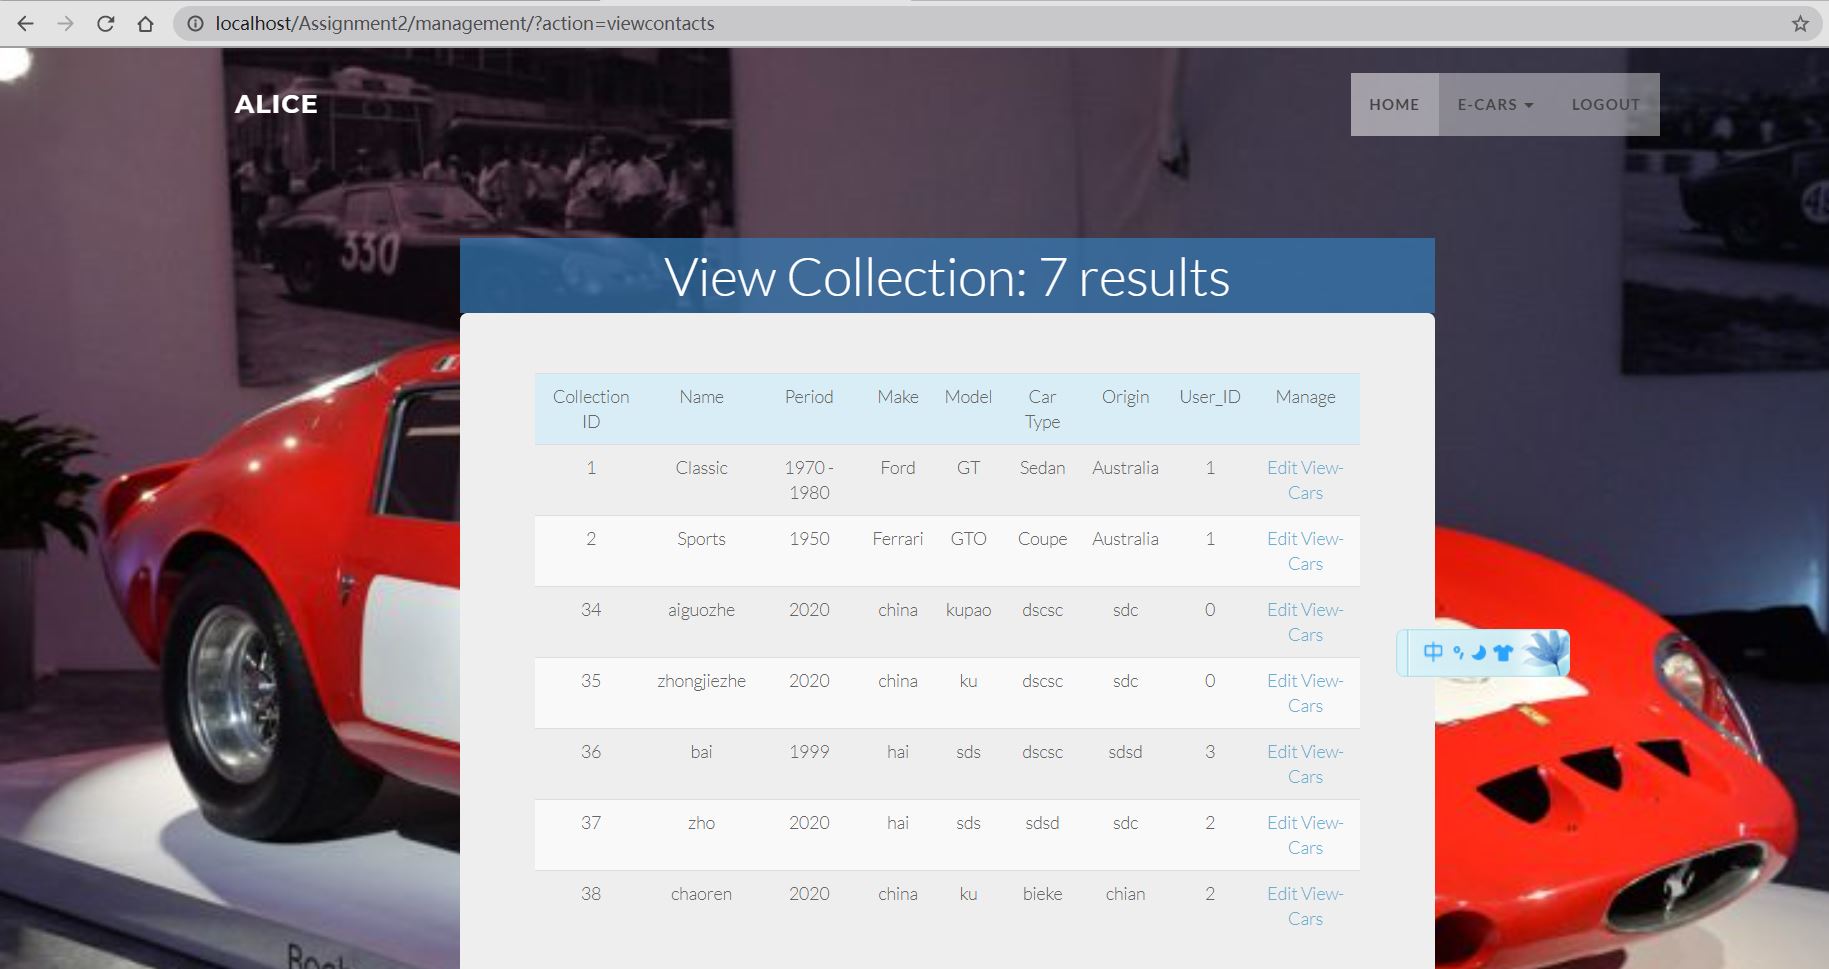 localhost/Assignment2/management/?action=viewcontacts
ALICE
HOME E-CARS LOGOUT
330
View Collection: 7 results
Collection ID Name Period Make Model Car Type Origin User_ID Manage
1 Classic 1970 - 1980 Ford GT Sedan Australia 1 Edit View-Cars
2 Sports 1950 Ferrari GTO Coupe Australia 1 Edit View-Cars
34 aiguozhe 2020 china kupao dscsc sdc 0 Edit View-Cars
35 zhongjiezhe 2020 china ku dscsc sdc 0 Edit View-Cars
36 bai 1999 hai sds dscsc sdsd 3 Edit View-Cars
37 zho 2020 hai sds sdsd sdc 2 Edit View-Cars
38 chaoren 2020 china ku bieke chian 2 Edit View-Cars
中